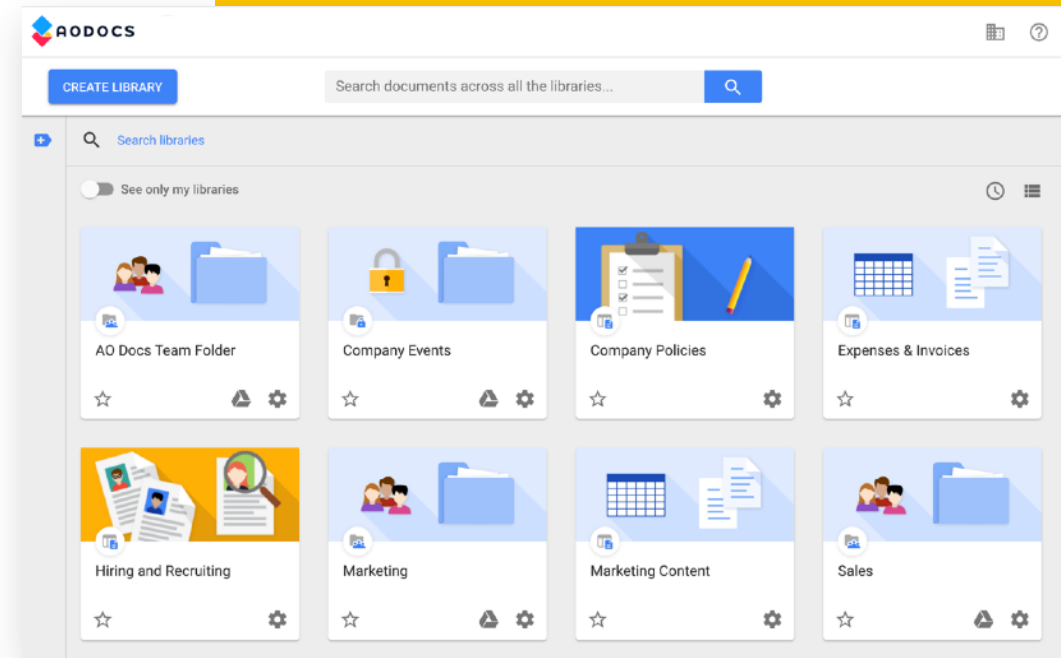 AODOCS
CREATE LIBRARY
Search documents across all the libraries...
Search libraries
See only my libraries
AO Docs Team Folder
Company Events
Company Policies
Expenses & Invoices
Hiring and Recruiting
Marketing
Marketing Content
Sales